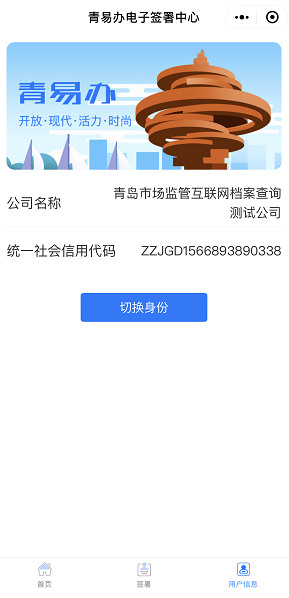 青易办电子签署中心
青易办
开放·现代·活力·时尚
公司名称
青岛市场监管互联网档案查询
测试公司
统一社会信用代码
ZZJGD1566893890338
切换身份
首页
签署
用户信息